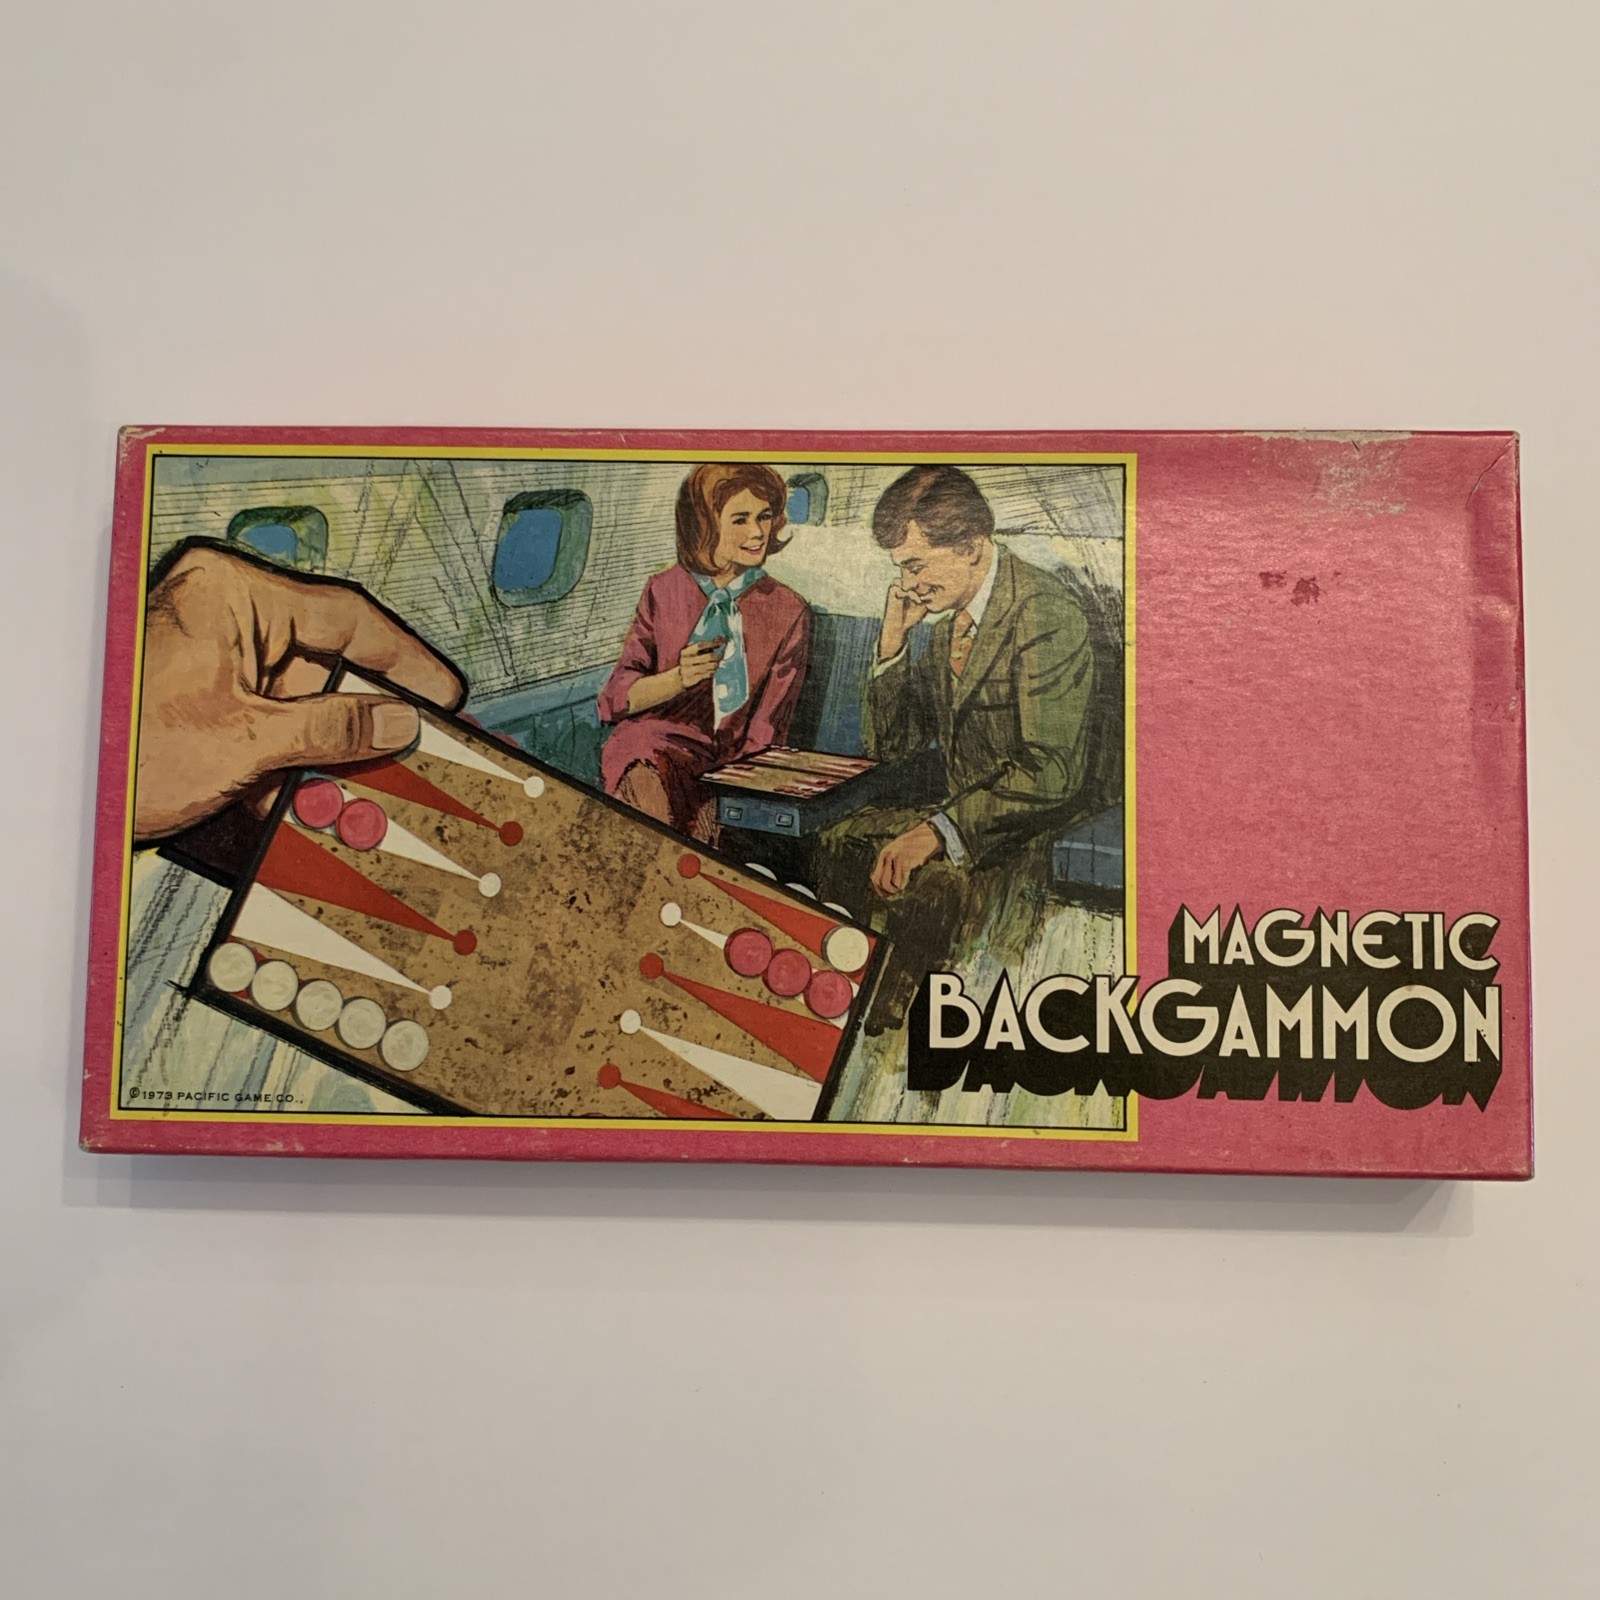 MAGNETIC
BACKGAMMON
©1973 PACIFIC GAME CO.,